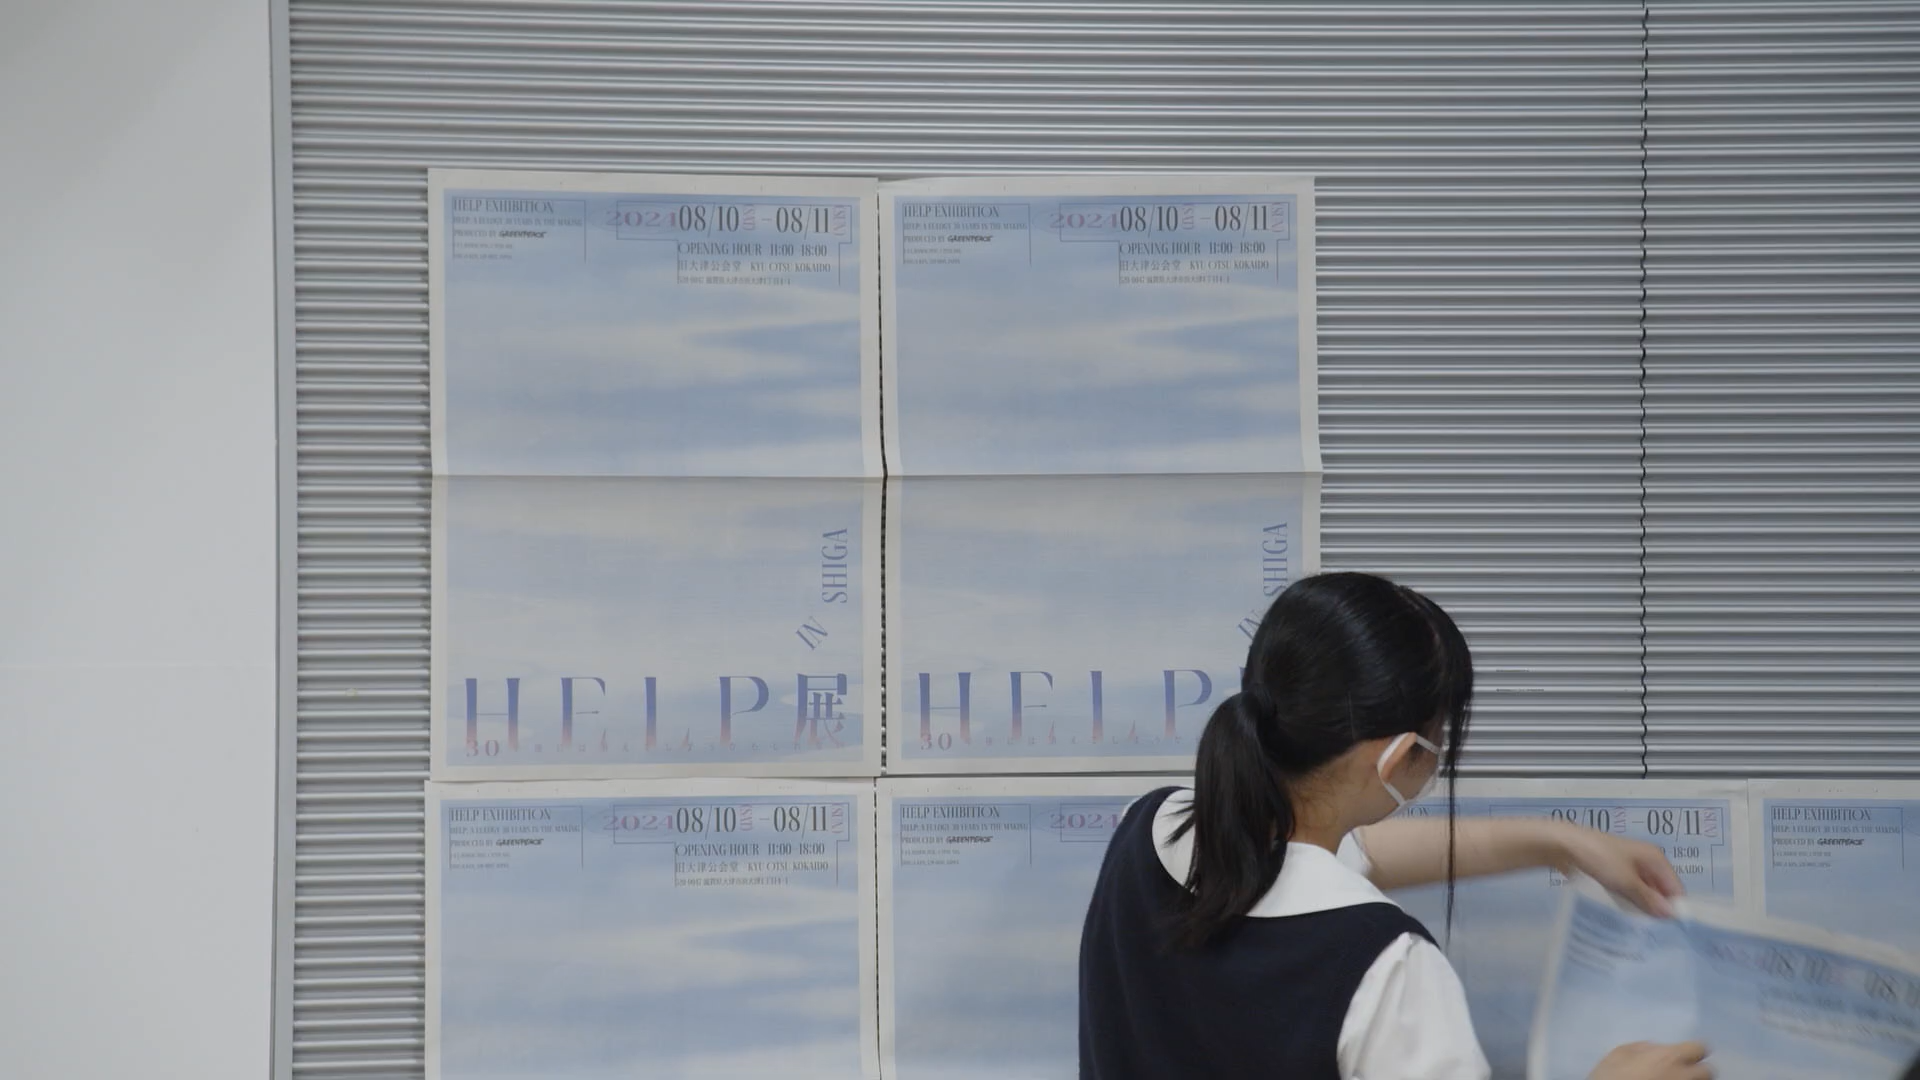 HELP EXHIBITION
HELP: A EULOGY 30 YEARS IN THE MAKING
PRODUCED BY GREENPEACE
2024 08/10 (SAT) – 08/11 (SUN)
OPENING HOUR 11:00 18:00
旧大津公会堂 KYU OTSU KOKAIDO
IN SHIGA
HELP展
30
HELP EXHIBITION
HELP: A EULOGY 30 YEARS IN THE MAKING
PRODUCED BY GREENPEACE
2024 08/10 (SAT) – 08/11 (SUN)
OPENING HOUR 11:00 18:00
旧大津公会堂 KYU OTSU KOKAIDO
IN SHIGA
HELP
30
HELP EXHIBITION
HELP: A EULOGY 30 YEARS IN THE MAKING
PRODUCED BY GREENPEACE
2024 08/10 (SAT) – 08/11 (SUN)
OPENING HOUR 11:00 18:00
旧大津公会堂 KYU OTSU KOKAIDO
HELP EXHIBITION
HELP: A EULOGY 30 YEARS IN THE MAKING
PRODUCED BY GREENPEACE
2024
08/10 (SAT) – 08/11 (SUN)
18:00
HELP EXHIBITION
HELP: A EULOGY 30 YEARS IN THE MAKING
PRODUCED BY GREENPEACE